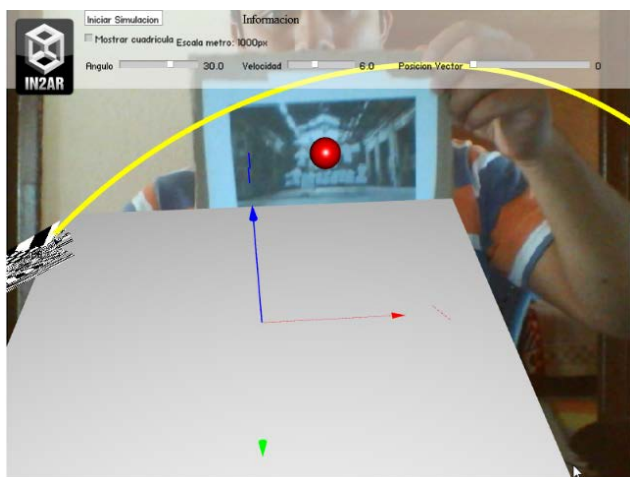 Iniciar Simulacion
Informacion
Mostrar cuadricula Escala metro: 1000px
Angulo 30.0 Velocidad 6.0 Posicion Vector 0
IN2AR